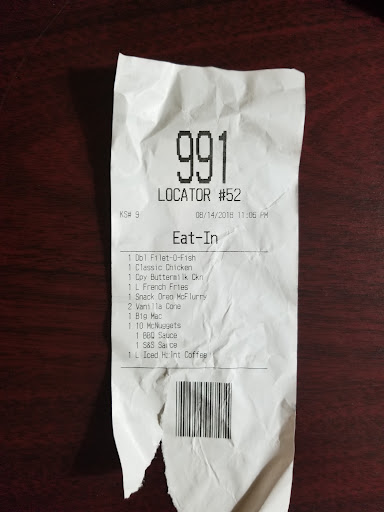 991
LOCATOR #52
KS# 9 08/14/2018 11:05 PM
Eat-In
1 Dbl Filet-O-Fish
1 Classic Chicken
1 Cpy Buttermilk Ckn
1 L French Fries
1 Snack Oreo McFlurry
2 Vanilla Cone
1 Big Mac
1 10 McNuggets
1 BBQ Sauce
1 S&S Sauce
1 L Iced Hzlnt Coffee